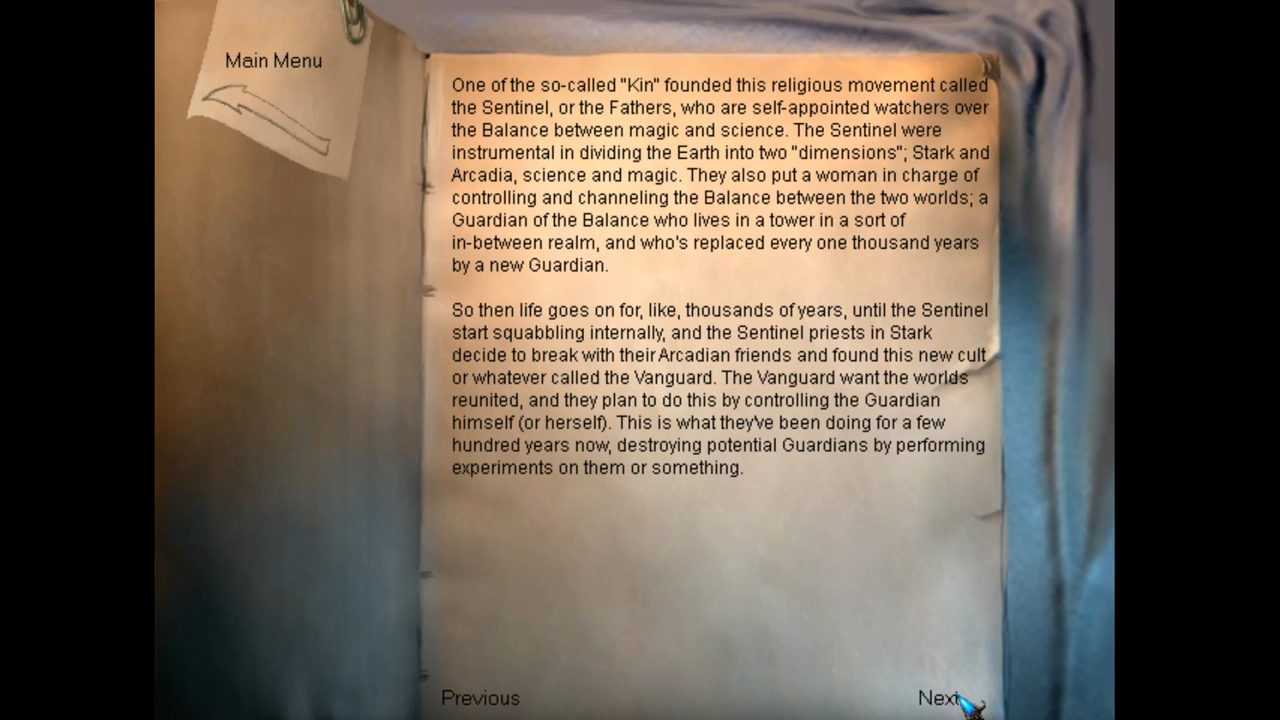 Main Menu
One of the so-called "Kin" founded this religious movement called
the Sentinel, or the Fathers, who are self-appointed watchers over
the Balance between magic and science. The Sentinel were
instrumental in dividing the Earth into two "dimensions"; Stark and
Arcadia, science and magic. They also put a woman in charge of
controlling and channeling the Balance between the two worlds; a
Guardian of the Balance who lives in a tower in a sort of
in-between realm, and who's replaced every one thousand years
by a new Guardian.
So then life goes on for, like, thousands of years, until the Sentinel
start squabbling internally, and the Sentinel priests in Stark
decide to break with their Arcadian friends and found this new cult
or whatever called the Vanguard. The Vanguard want the worlds
reunited, and they plan to do this by controlling the Guardian
himself (or herself). This is what they've been doing for a few
hundred years now, destroying potential Guardians by performing
experiments on them or something.
Previous
Next